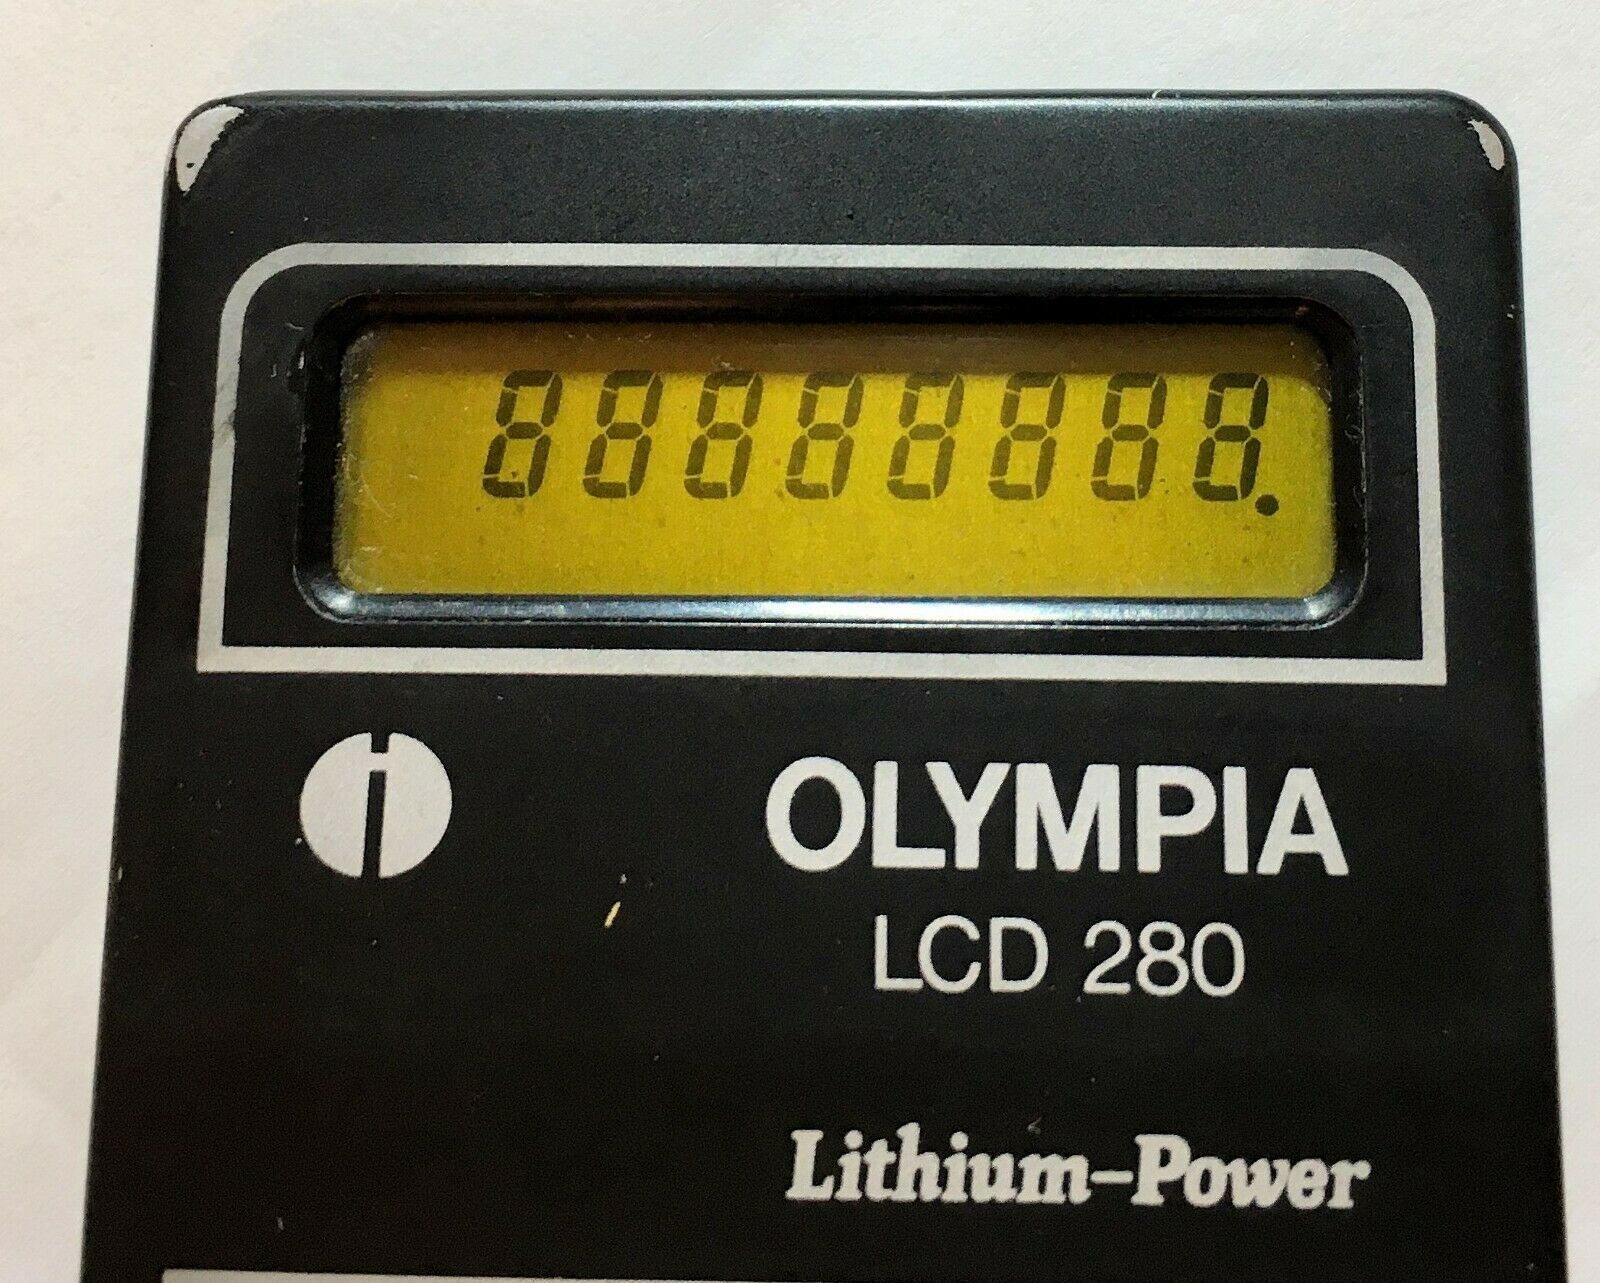 88888888.
OLYMPIA
LCD 280
Lithium-Power